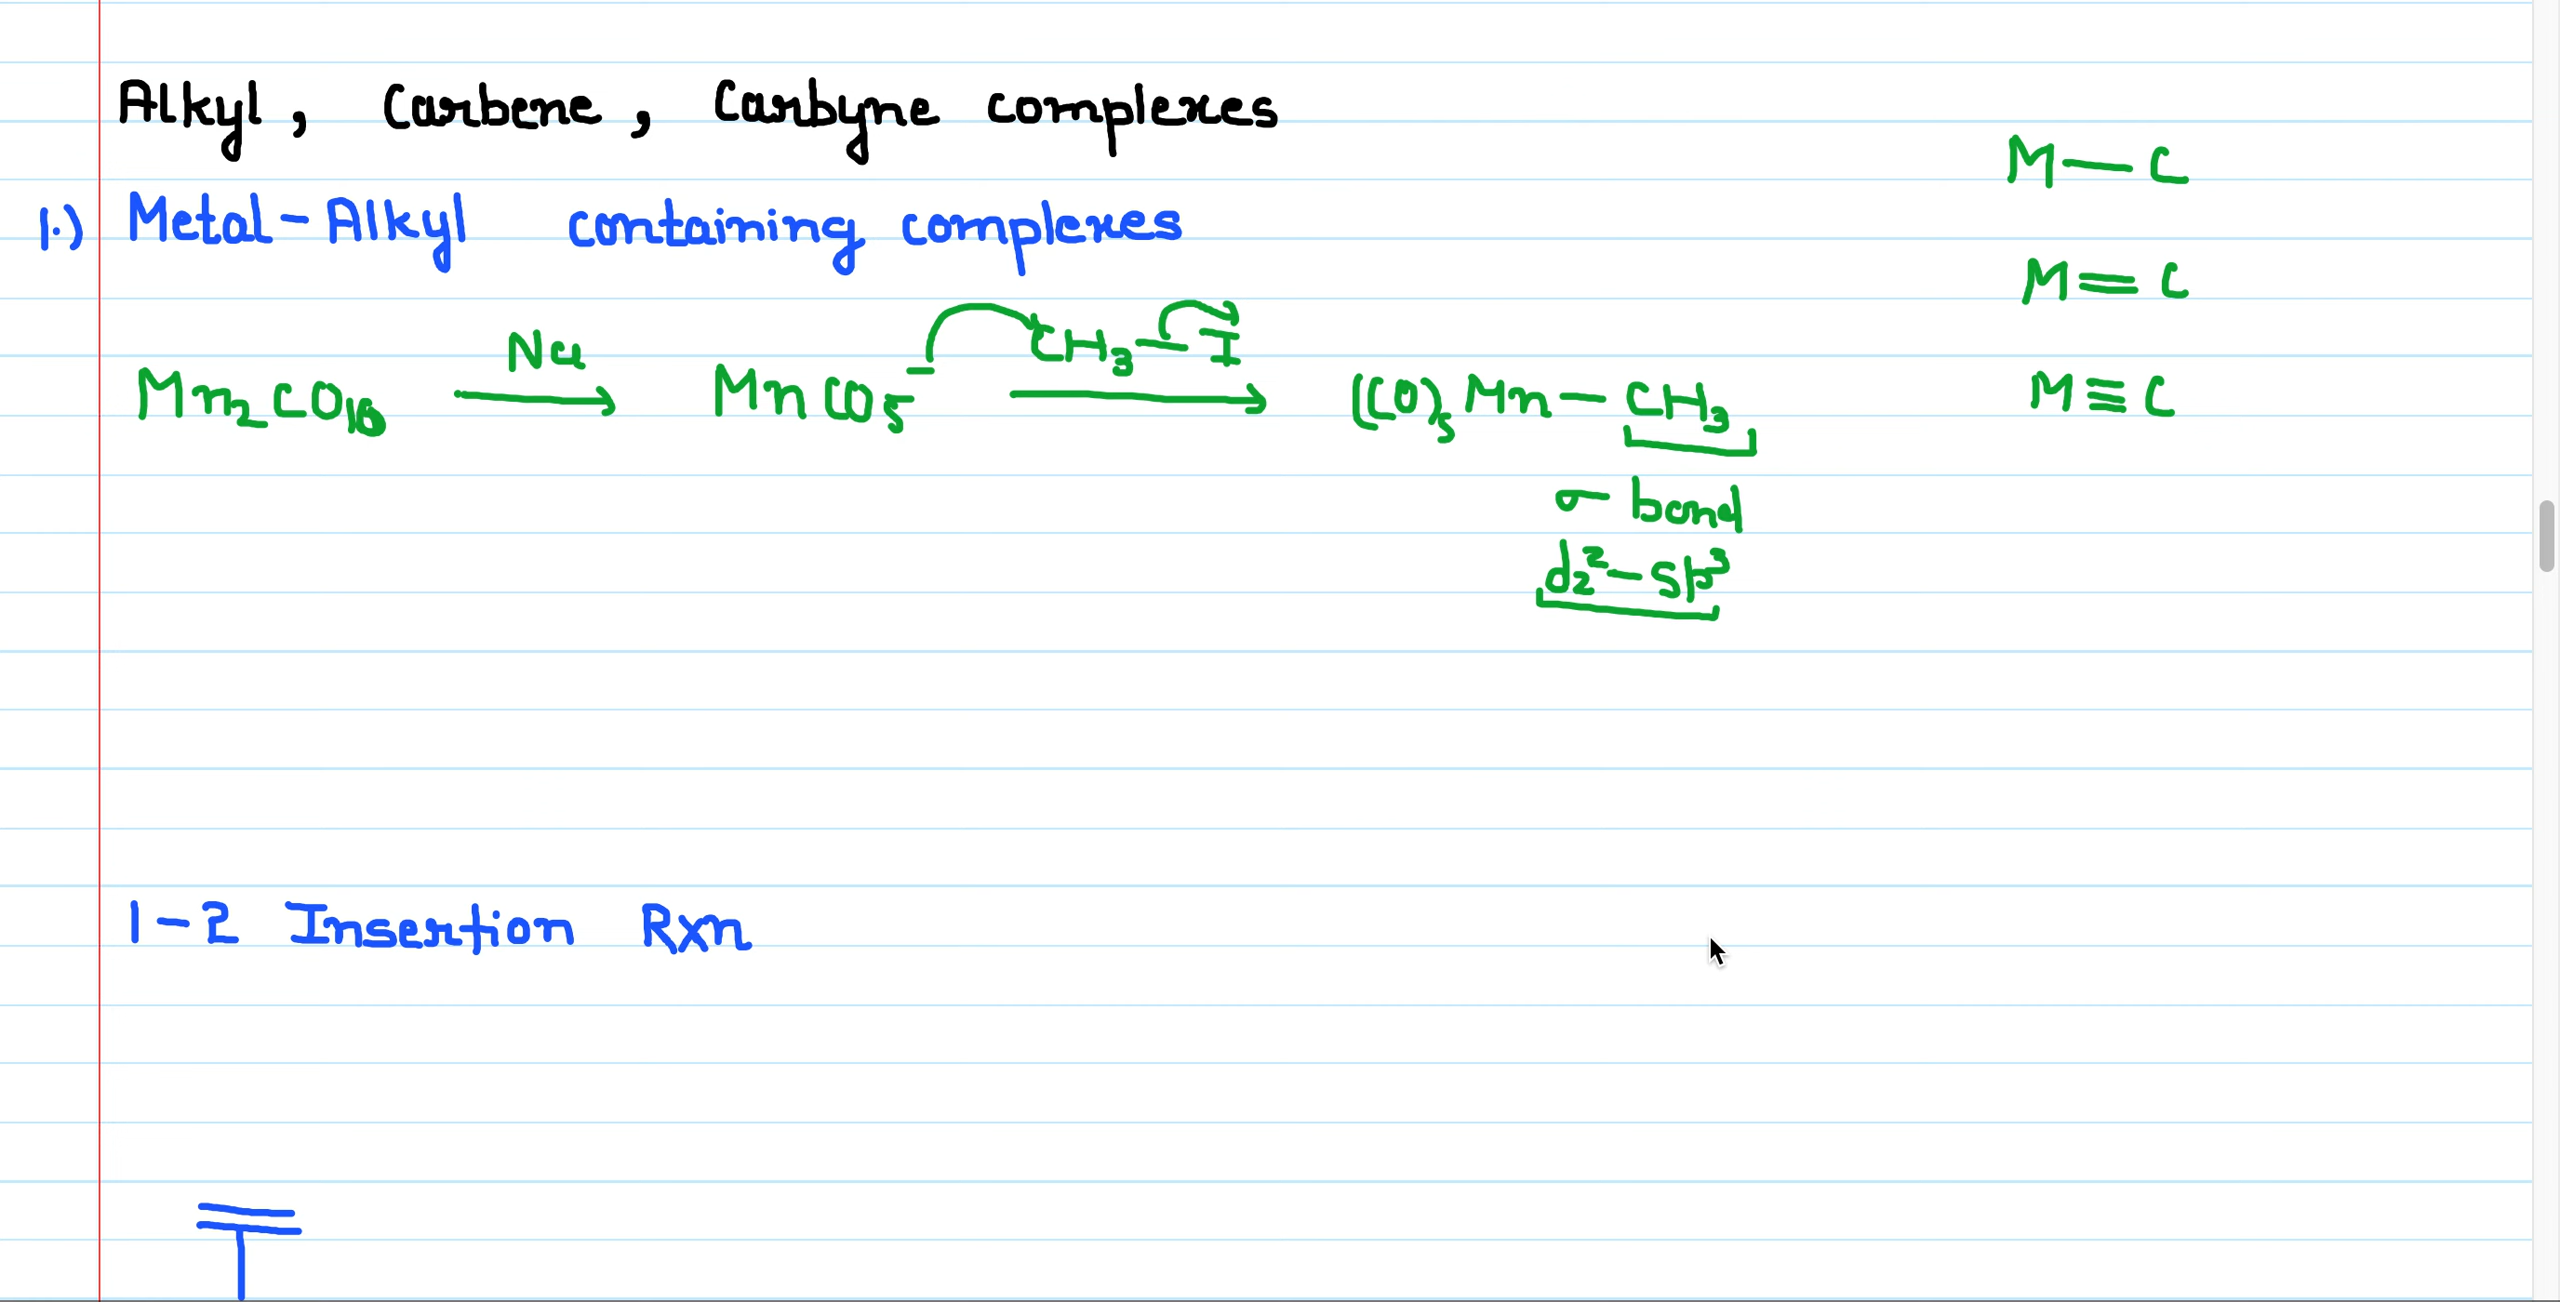 Alkyl, Carbene, Carbyne complexes
M—C
1.) Metal-Alkyl containing complexes
M=C
Mn₂CO₁₀ —Na→ MnCO₅⁻ —CH₃–I→ (CO)₅Mn–CH₃
M≡C
σ bond
dz²–sp³
1-2 Insertion Rxn